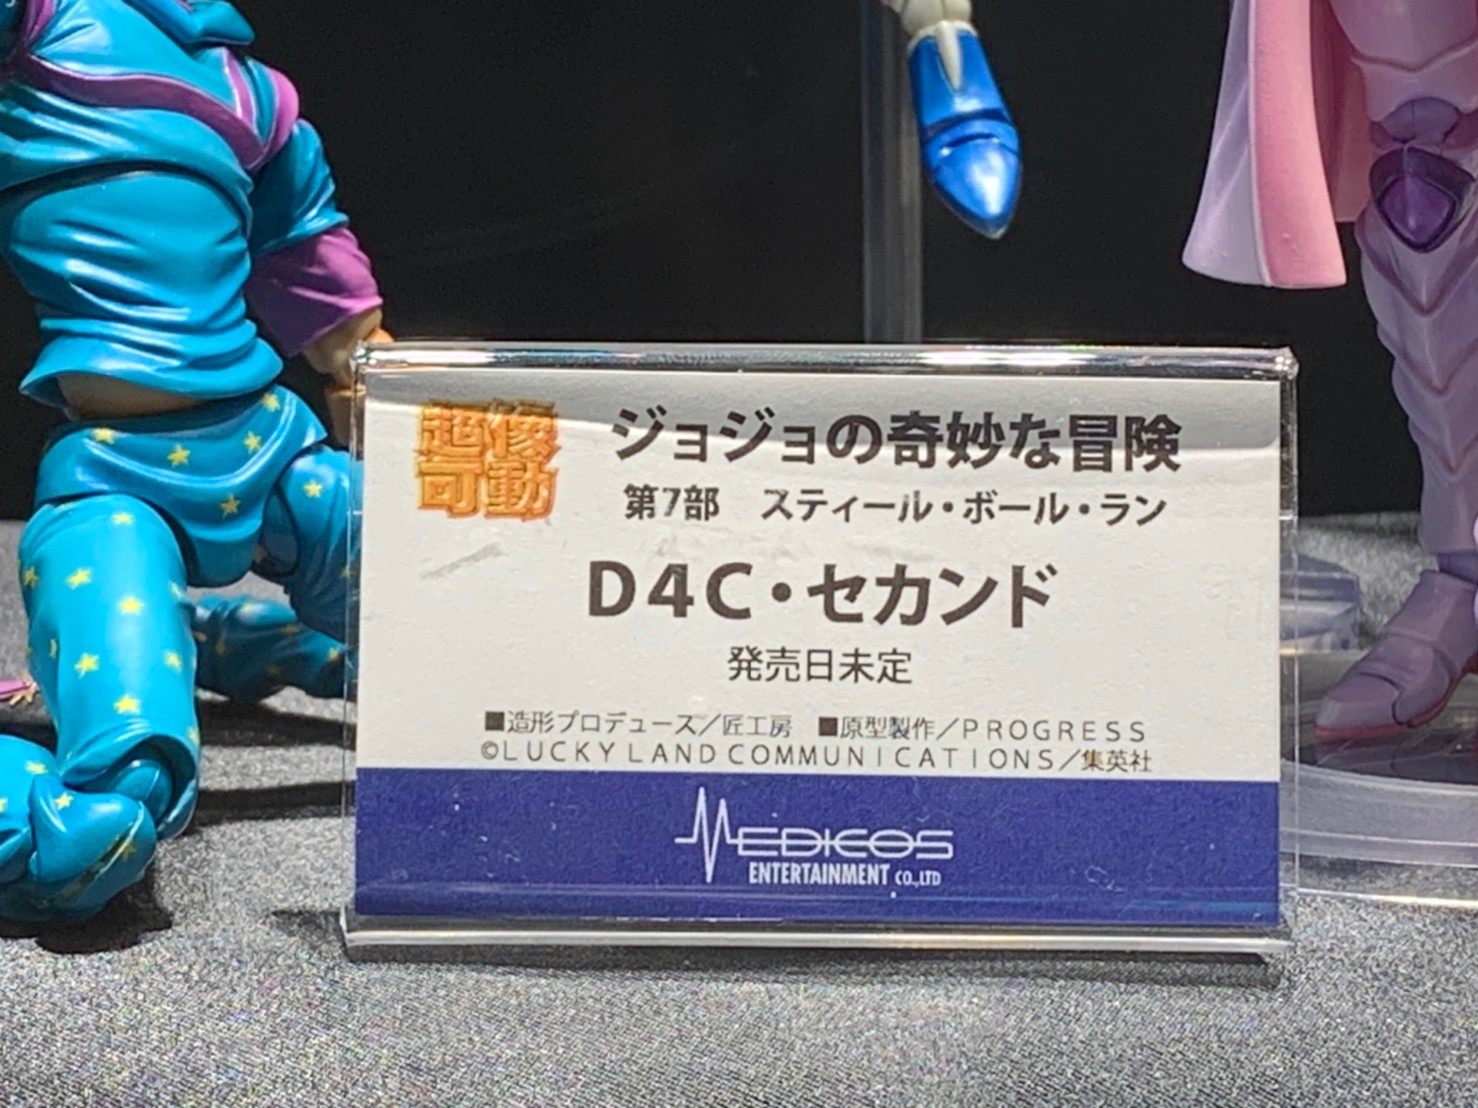 超像
可動
ジョジョの奇妙な冒険
第7部　スティール・ボール・ラン
D4C・セカンド
発売日未定
■造形プロデュース／匠工房　■原型製作／PROGRESS
©LUCKY LAND COMMUNICATIONS／集英社
MEDICOS
ENTERTAINMENT CO.,LTD